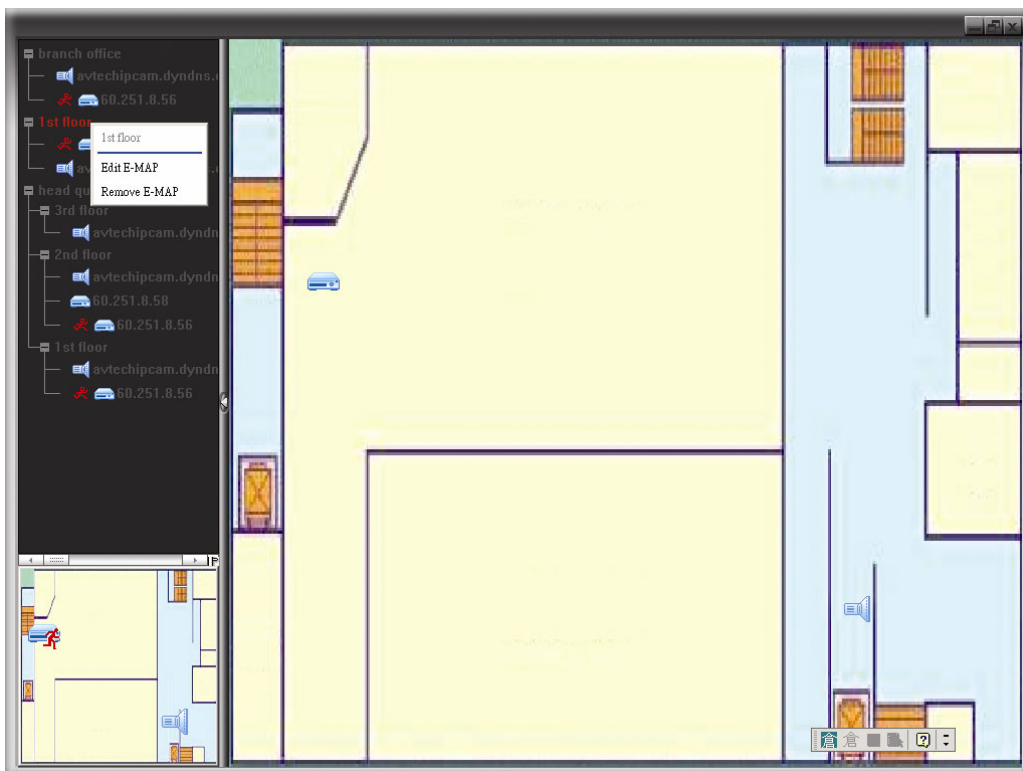 branch office
avtechipcam.dyndns.
60.251.8.56
1st floor
1st floor
Edit E-MAP
Remove E-MAP
head qu
3rd floor
avtechipcam.dyndn
2nd floor
avtechipcam.dyndn
60.251.8.58
60.251.8.56
1st floor
avtechipcam.dyndn
60.251.8.56
倉 倉